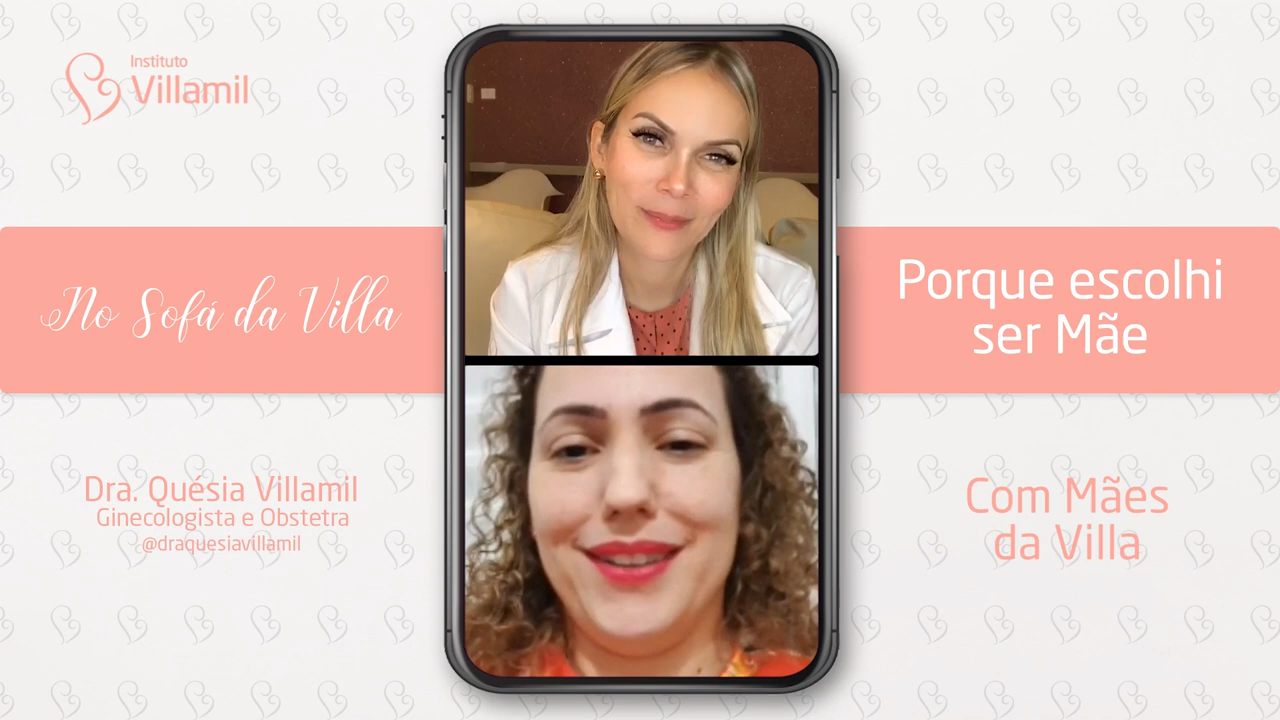 Instituto
Villamil
No Sofá da Villa
Porque escolhi
ser Mãe
Dra. Quésia Villamil
Ginecologista e Obstetra
@draquesiavillamil
Com Mães
da Villa